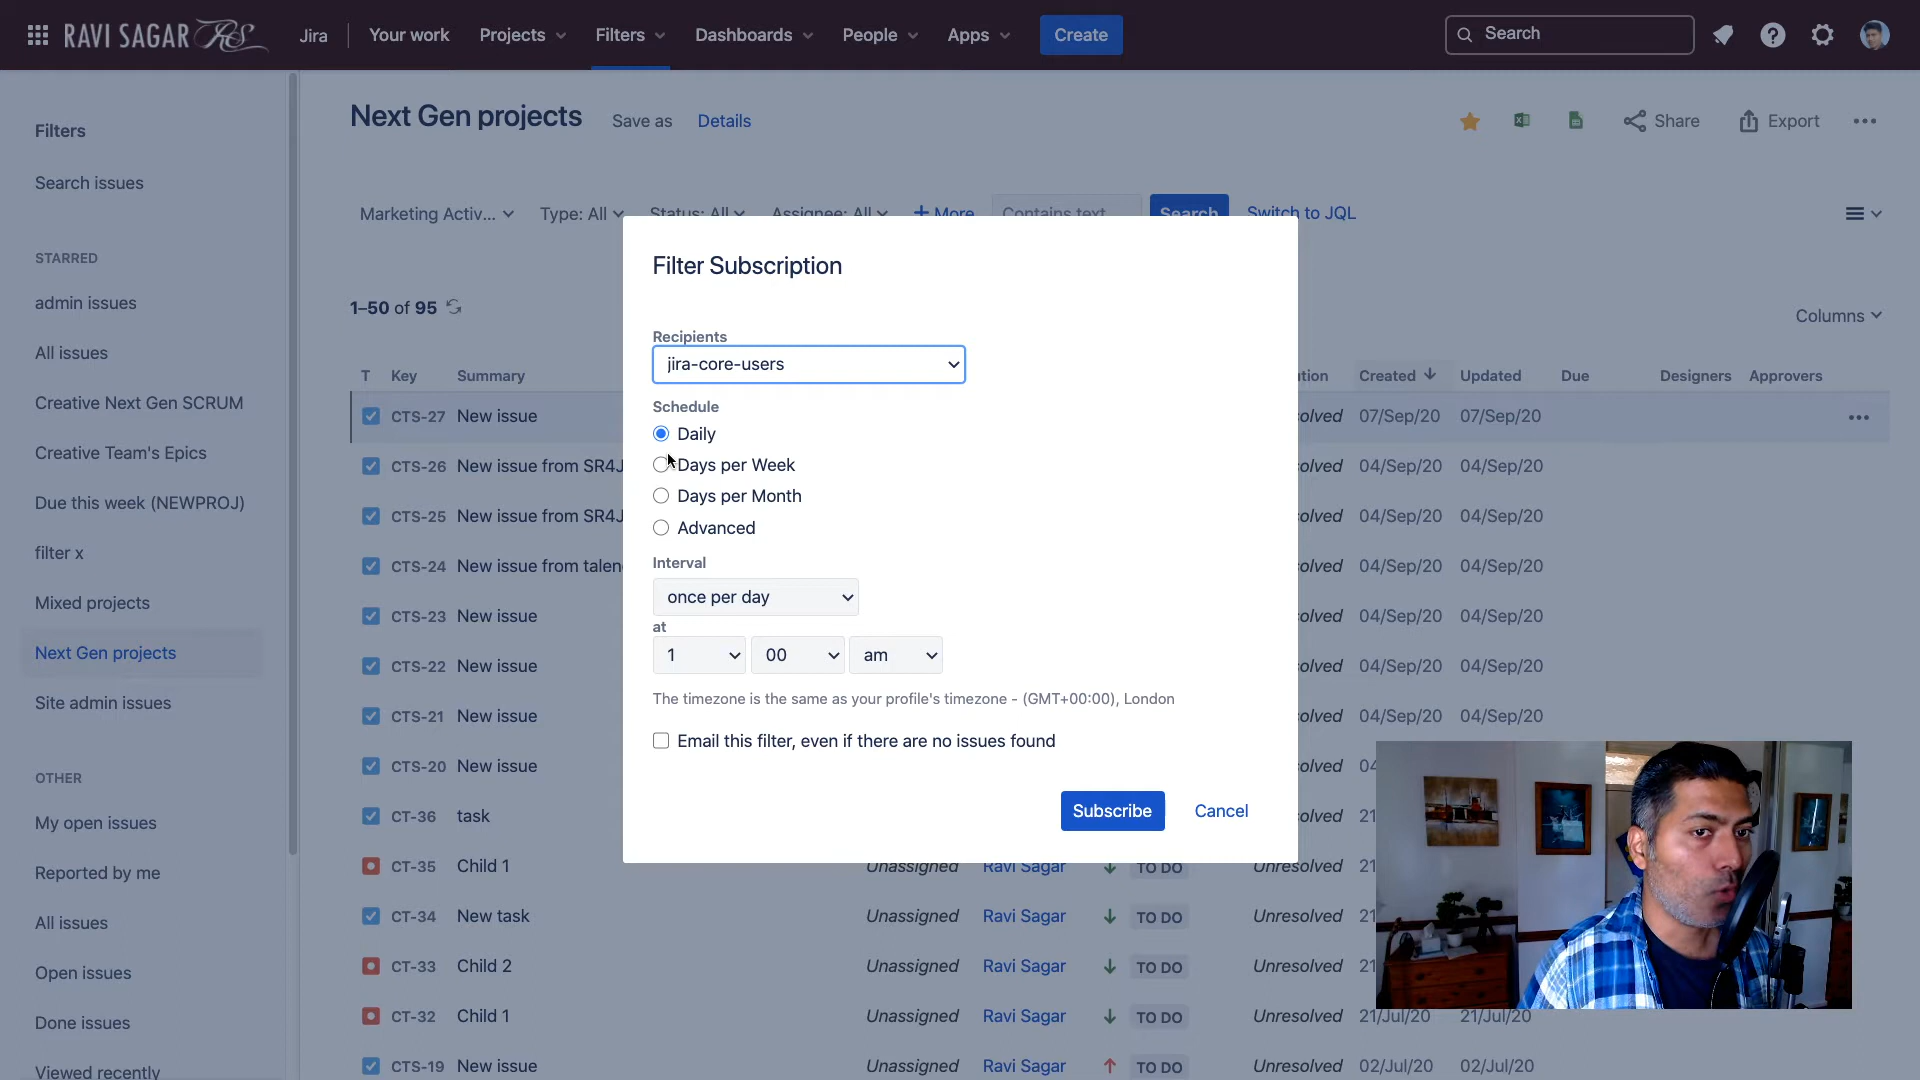 RAVI SAGAR RS Jira Your work Projects Filters Dashboards People Apps Create Search
Filters
Search issues
STARRED
admin issues
All issues
Creative Next Gen SCRUM
Creative Team's Epics
Due this week (NEWPROJ)
filter x
Mixed projects
Next Gen projects
Site admin issues
OTHER
My open issues
Reported by me
All issues
Open issues
Done issues
Viewed recently
Next Gen projects Save as Details Share Export
Marketing Activ... Type: All Status: All Assignee: All + More Contains text Search Switch to JQL
1–50 of 95
Columns
T Key Summary Created Updated Due Designers Approvers
CTS-27 New issue 07/Sep/20 07/Sep/20
CTS-26 New issue from SR4J 04/Sep/20 04/Sep/20
CTS-25 New issue from SR4J 04/Sep/20 04/Sep/20
CTS-24 New issue from talen 04/Sep/20 04/Sep/20
CTS-23 New issue 04/Sep/20 04/Sep/20
CTS-22 New issue 04/Sep/20 04/Sep/20
CTS-21 New issue 04/Sep/20 04/Sep/20
CTS-20 New issue
CT-36 task
CT-35 Child 1 Unassigned Ravi Sagar TO DO Unresolved
CT-34 New task Unassigned Ravi Sagar TO DO Unresolved
CT-33 Child 2 Unassigned Ravi Sagar TO DO Unresolved
CT-32 Child 1 Unassigned Ravi Sagar TO DO Unresolved 21/Jul/20 21/Jul/20
CTS-19 New issue Unassigned Ravi Sagar TO DO Unresolved 02/Jul/20 02/Jul/20
Filter Subscription
Recipients
jira-core-users
Schedule
Daily
Days per Week
Days per Month
Advanced
Interval
once per day
at
1 00 am
The timezone is the same as your profile's timezone - (GMT+00:00), London
Email this filter, even if there are no issues found
Subscribe Cancel